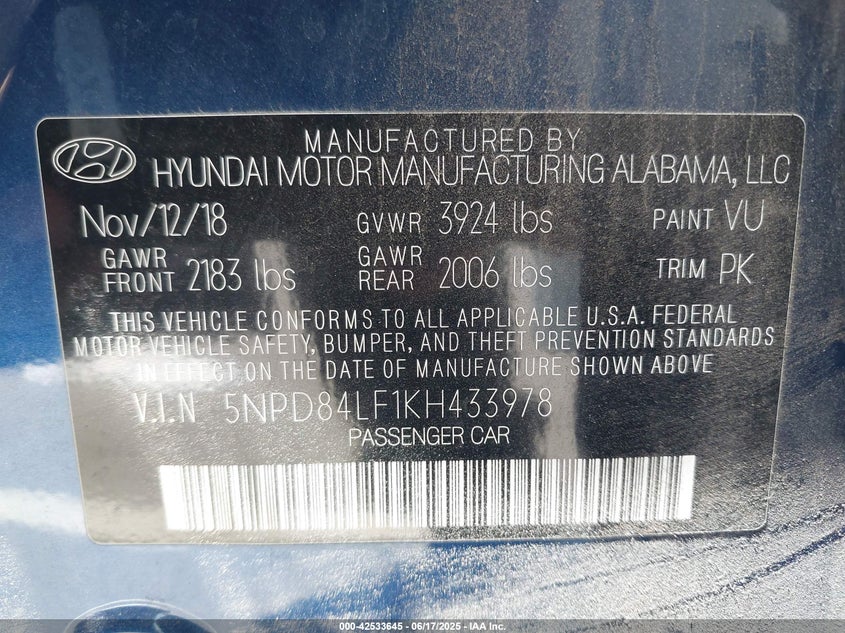 MANUFACTURED BY
HYUNDAI MOTOR MANUFACTURING ALABAMA, LLC
Nov/12/18 GVWR 3924 lbs PAINT VU
GAWR FRONT 2183 lbs GAWR REAR 2006 lbs TRIM PK
THIS VEHICLE CONFORMS TO ALL APPLICABLE U.S.A. FEDERAL
MOTOR VEHICLE SAFETY, BUMPER, AND THEFT PREVENTION STANDARDS
IN EFFECT ON THE DATE OF MANUFACTURE SHOWN ABOVE
V.I.N 5NPD84LF1KH433978
PASSENGER CAR
000-42533645 - 06/17/2025 - IAA Inc.